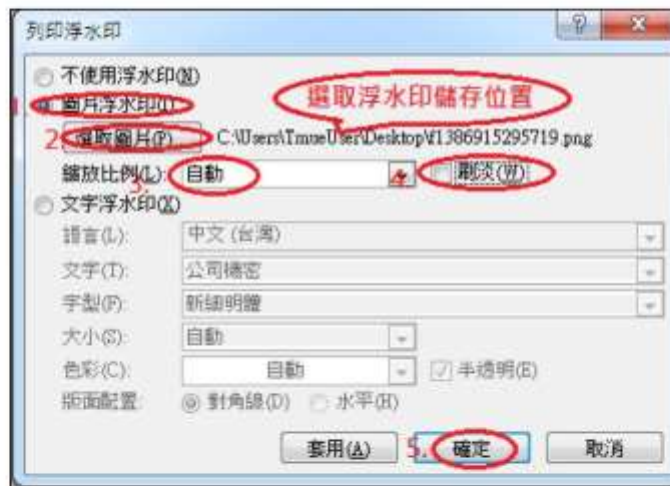 列印浮水印
不使用浮水印(N)
1. 圖片浮水印(I)
選取浮水印儲存位置
2. 選取圖片(P)... C:\Users\TmueUser\Desktop\f1386915295719.png
縮放比例(L): 3. 自動 4. 刷淡(W)
文字浮水印(X)
語言(L): 中文 (台灣)
文字(T): 公司機密
字型(F): 新細明體
大小(S): 自動
色彩(C): 自動 半透明(E)
版面配置: 對角線(D) 水平(H)
套用(A) 5. 確定 取消